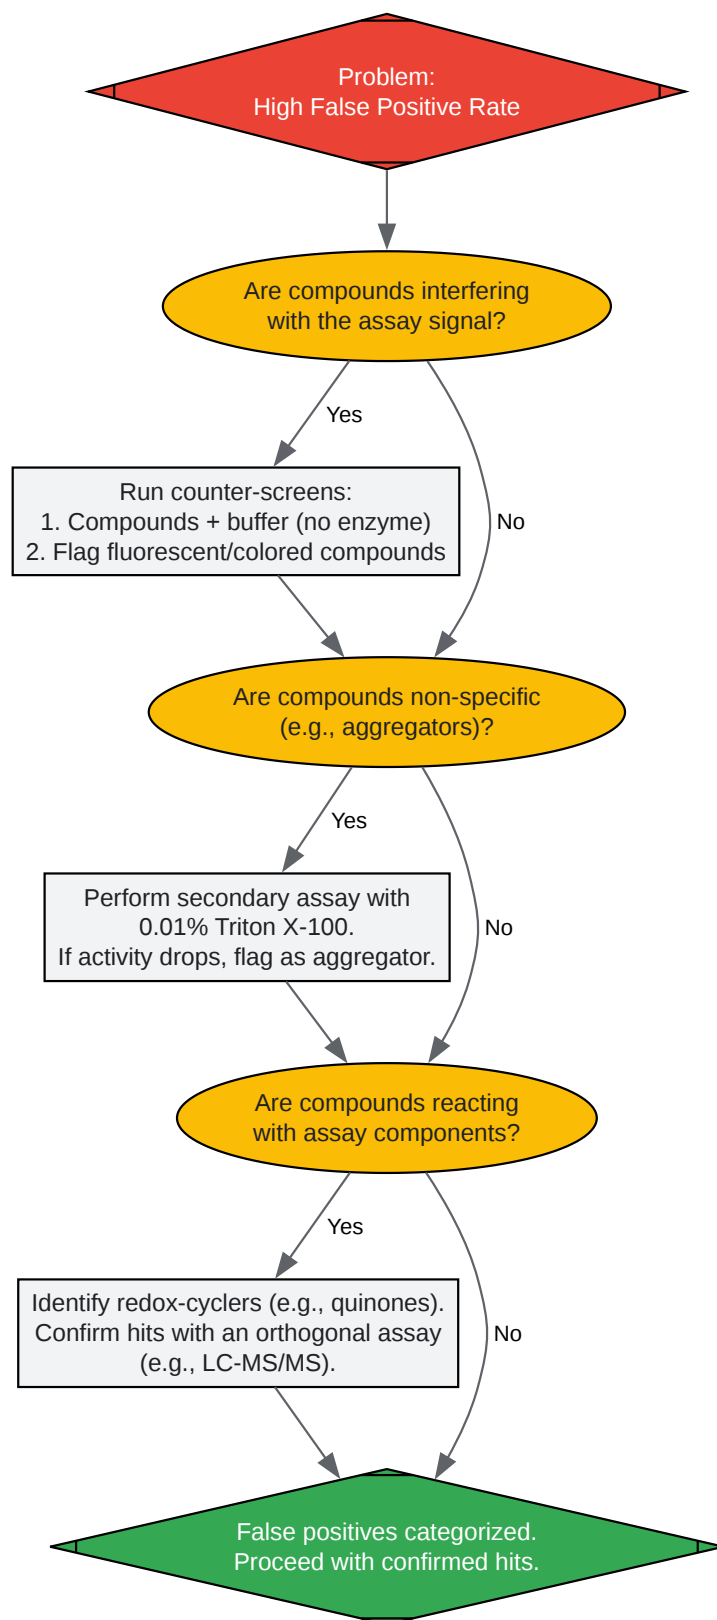 Problem:
High False Positive Rate
Are compounds interfering
with the assay signal?
Yes
Run counter-screens:
1. Compounds + buffer (no enzyme)
2. Flag fluorescent/colored compounds
No
Are compounds non-specific
(e.g., aggregators)?
Yes
Perform secondary assay with
0.01% Triton X-100.
If activity drops, flag as aggregator.
No
Are compounds reacting
with assay components?
Yes
Identify redox-cyclers (e.g., quinones).
Confirm hits with an orthogonal assay
(e.g., LC-MS/MS).
No
False positives categorized.
Proceed with confirmed hits.